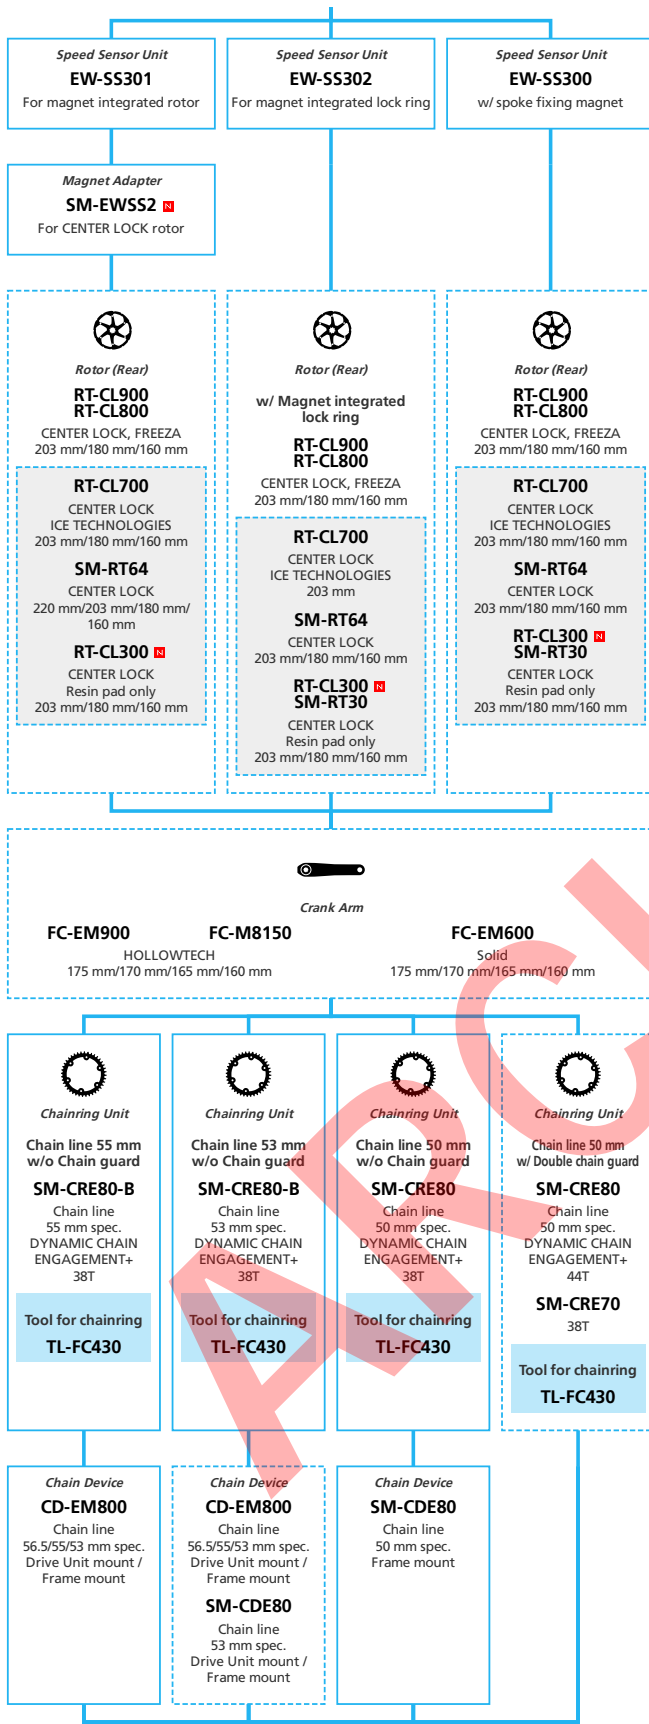 Speed Sensor Unit
EW-SS301
For magnet integrated rotor
Speed Sensor Unit
EW-SS302
For magnet integrated lock ring
Speed Sensor Unit
EW-SS300
w/ spoke fixing magnet
Magnet Adapter
SM-EWSS2 N
For CENTER LOCK rotor
Rotor (Rear)
RT-CL900
RT-CL800
CENTER LOCK, FREEZA
203 mm/180 mm/160 mm
RT-CL700
CENTER LOCK
ICE TECHNOLOGIES
203 mm/180 mm/160 mm
SM-RT64
CENTER LOCK
220 mm/203 mm/180 mm/
160 mm
RT-CL300 N
CENTER LOCK
Resin pad only
203 mm/180 mm/160 mm
Rotor (Rear)
w/ Magnet integrated
lock ring
RT-CL900
RT-CL800
CENTER LOCK, FREEZA
203 mm/180 mm/160 mm
RT-CL700
CENTER LOCK
ICE TECHNOLOGIES
203 mm
SM-RT64
CENTER LOCK
203 mm/180 mm/160 mm
RT-CL300 N
SM-RT30
CENTER LOCK
Resin pad only
203 mm/180 mm/160 mm
Rotor (Rear)
RT-CL900
RT-CL800
CENTER LOCK, FREEZA
203 mm/180 mm/160 mm
RT-CL700
CENTER LOCK
ICE TECHNOLOGIES
203 mm/180 mm/160 mm
SM-RT64
CENTER LOCK
203 mm/180 mm/160 mm
RT-CL300 N
SM-RT30
CENTER LOCK
Resin pad only
203 mm/180 mm/160 mm
Crank Arm
FC-EM900 FC-M8150
HOLLOWTECH
175 mm/170 mm/165 mm/160 mm
FC-EM600
Solid
175 mm/170 mm/165 mm/160 mm
Chainring Unit
Chain line 55 mm
w/o Chain guard
SM-CRE80-B
Chain line
55 mm spec.
DYNAMIC CHAIN
ENGAGEMENT+
38T
Tool for chainring
TL-FC430
Chainring Unit
Chain line 53 mm
w/o Chain guard
SM-CRE80-B
Chain line
53 mm spec.
DYNAMIC CHAIN
ENGAGEMENT+
38T
Tool for chainring
TL-FC430
Chainring Unit
Chain line 50 mm
w/o Chain guard
SM-CRE80
Chain line
50 mm spec.
DYNAMIC CHAIN
ENGAGEMENT+
38T
Tool for chainring
TL-FC430
Chainring Unit
Chain line 50 mm
w/ Double chain guard
SM-CRE80
Chain line
50 mm spec.
DYNAMIC CHAIN
ENGAGEMENT+
44T
SM-CRE70
38T
Tool for chainring
TL-FC430
Chain Device
CD-EM800
Chain line
56.5/55/53 mm spec.
Drive Unit mount /
Frame mount
Chain Device
CD-EM800
Chain line
56.5/55/53 mm spec.
Drive Unit mount /
Frame mount
SM-CDE80
Chain line
53 mm spec.
Drive Unit mount /
Frame mount
Chain Device
SM-CDE80
Chain line
50 mm spec.
Frame mount